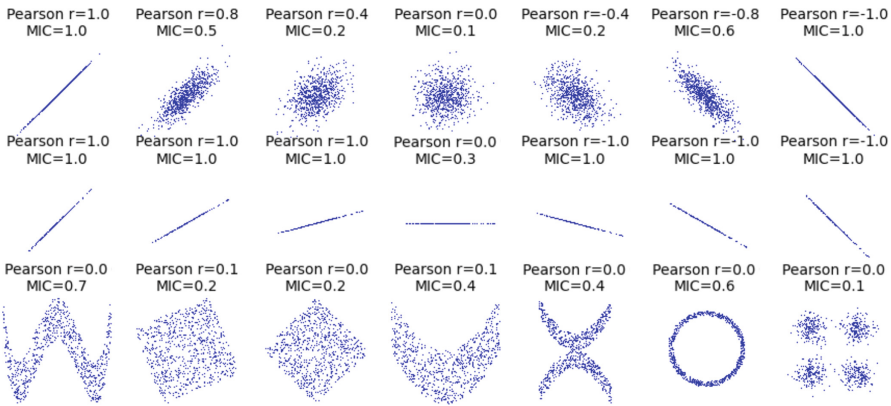 Pearson r=1.0
MIC=1.0
Pearson r=0.8
MIC=0.5
Pearson r=0.4
MIC=0.2
Pearson r=0.0
MIC=0.1
Pearson r=-0.4
MIC=0.2
Pearson r=-0.8
MIC=0.6
Pearson r=-1.0
MIC=1.0
Pearson r=1.0
MIC=1.0
Pearson r=1.0
MIC=1.0
Pearson r=1.0
MIC=1.0
Pearson r=0.0
MIC=0.3
Pearson r=-1.0
MIC=1.0
Pearson r=-1.0
MIC=1.0
Pearson r=-1.0
MIC=1.0
Pearson r=0.0
MIC=0.7
Pearson r=0.1
MIC=0.2
Pearson r=0.0
MIC=0.2
Pearson r=0.1
MIC=0.4
Pearson r=0.0
MIC=0.4
Pearson r=0.0
MIC=0.6
Pearson r=0.0
MIC=0.1